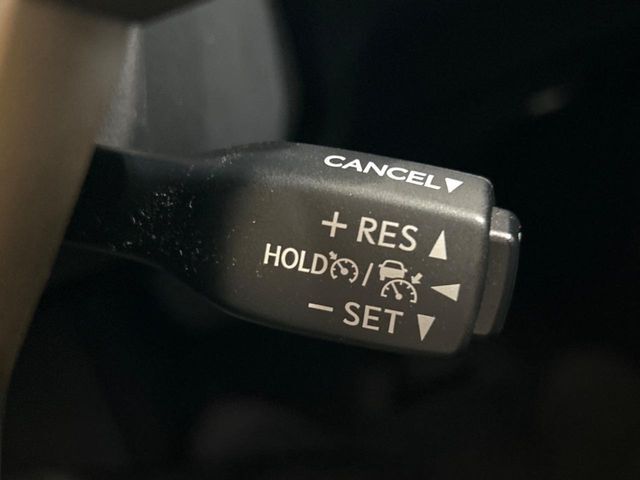 CANCEL▼
+ RES ▲
HOLD /
− SET ▼